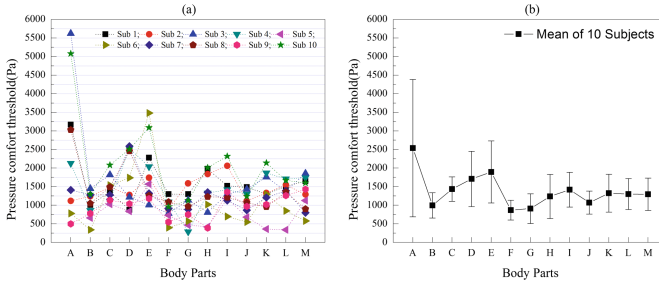 (a)
6000
5500
5000
4500
4000
3500
3000
2500
2000
1500
1000
500
0
Pressure comfort threshold(Pa)
Sub 1; Sub 2; Sub 3; Sub 4; Sub 5;
Sub 6; Sub 7; Sub 8; Sub 9; Sub 10
A B C D E F G H I J K L M
Body Parts
(b)
6000
5500
5000
4500
4000
3500
3000
2500
2000
1500
1000
500
0
Pressure comfort threshold(Pa)
Mean of 10 Subjects
A B C D E F G H I J K L M
Body Parts